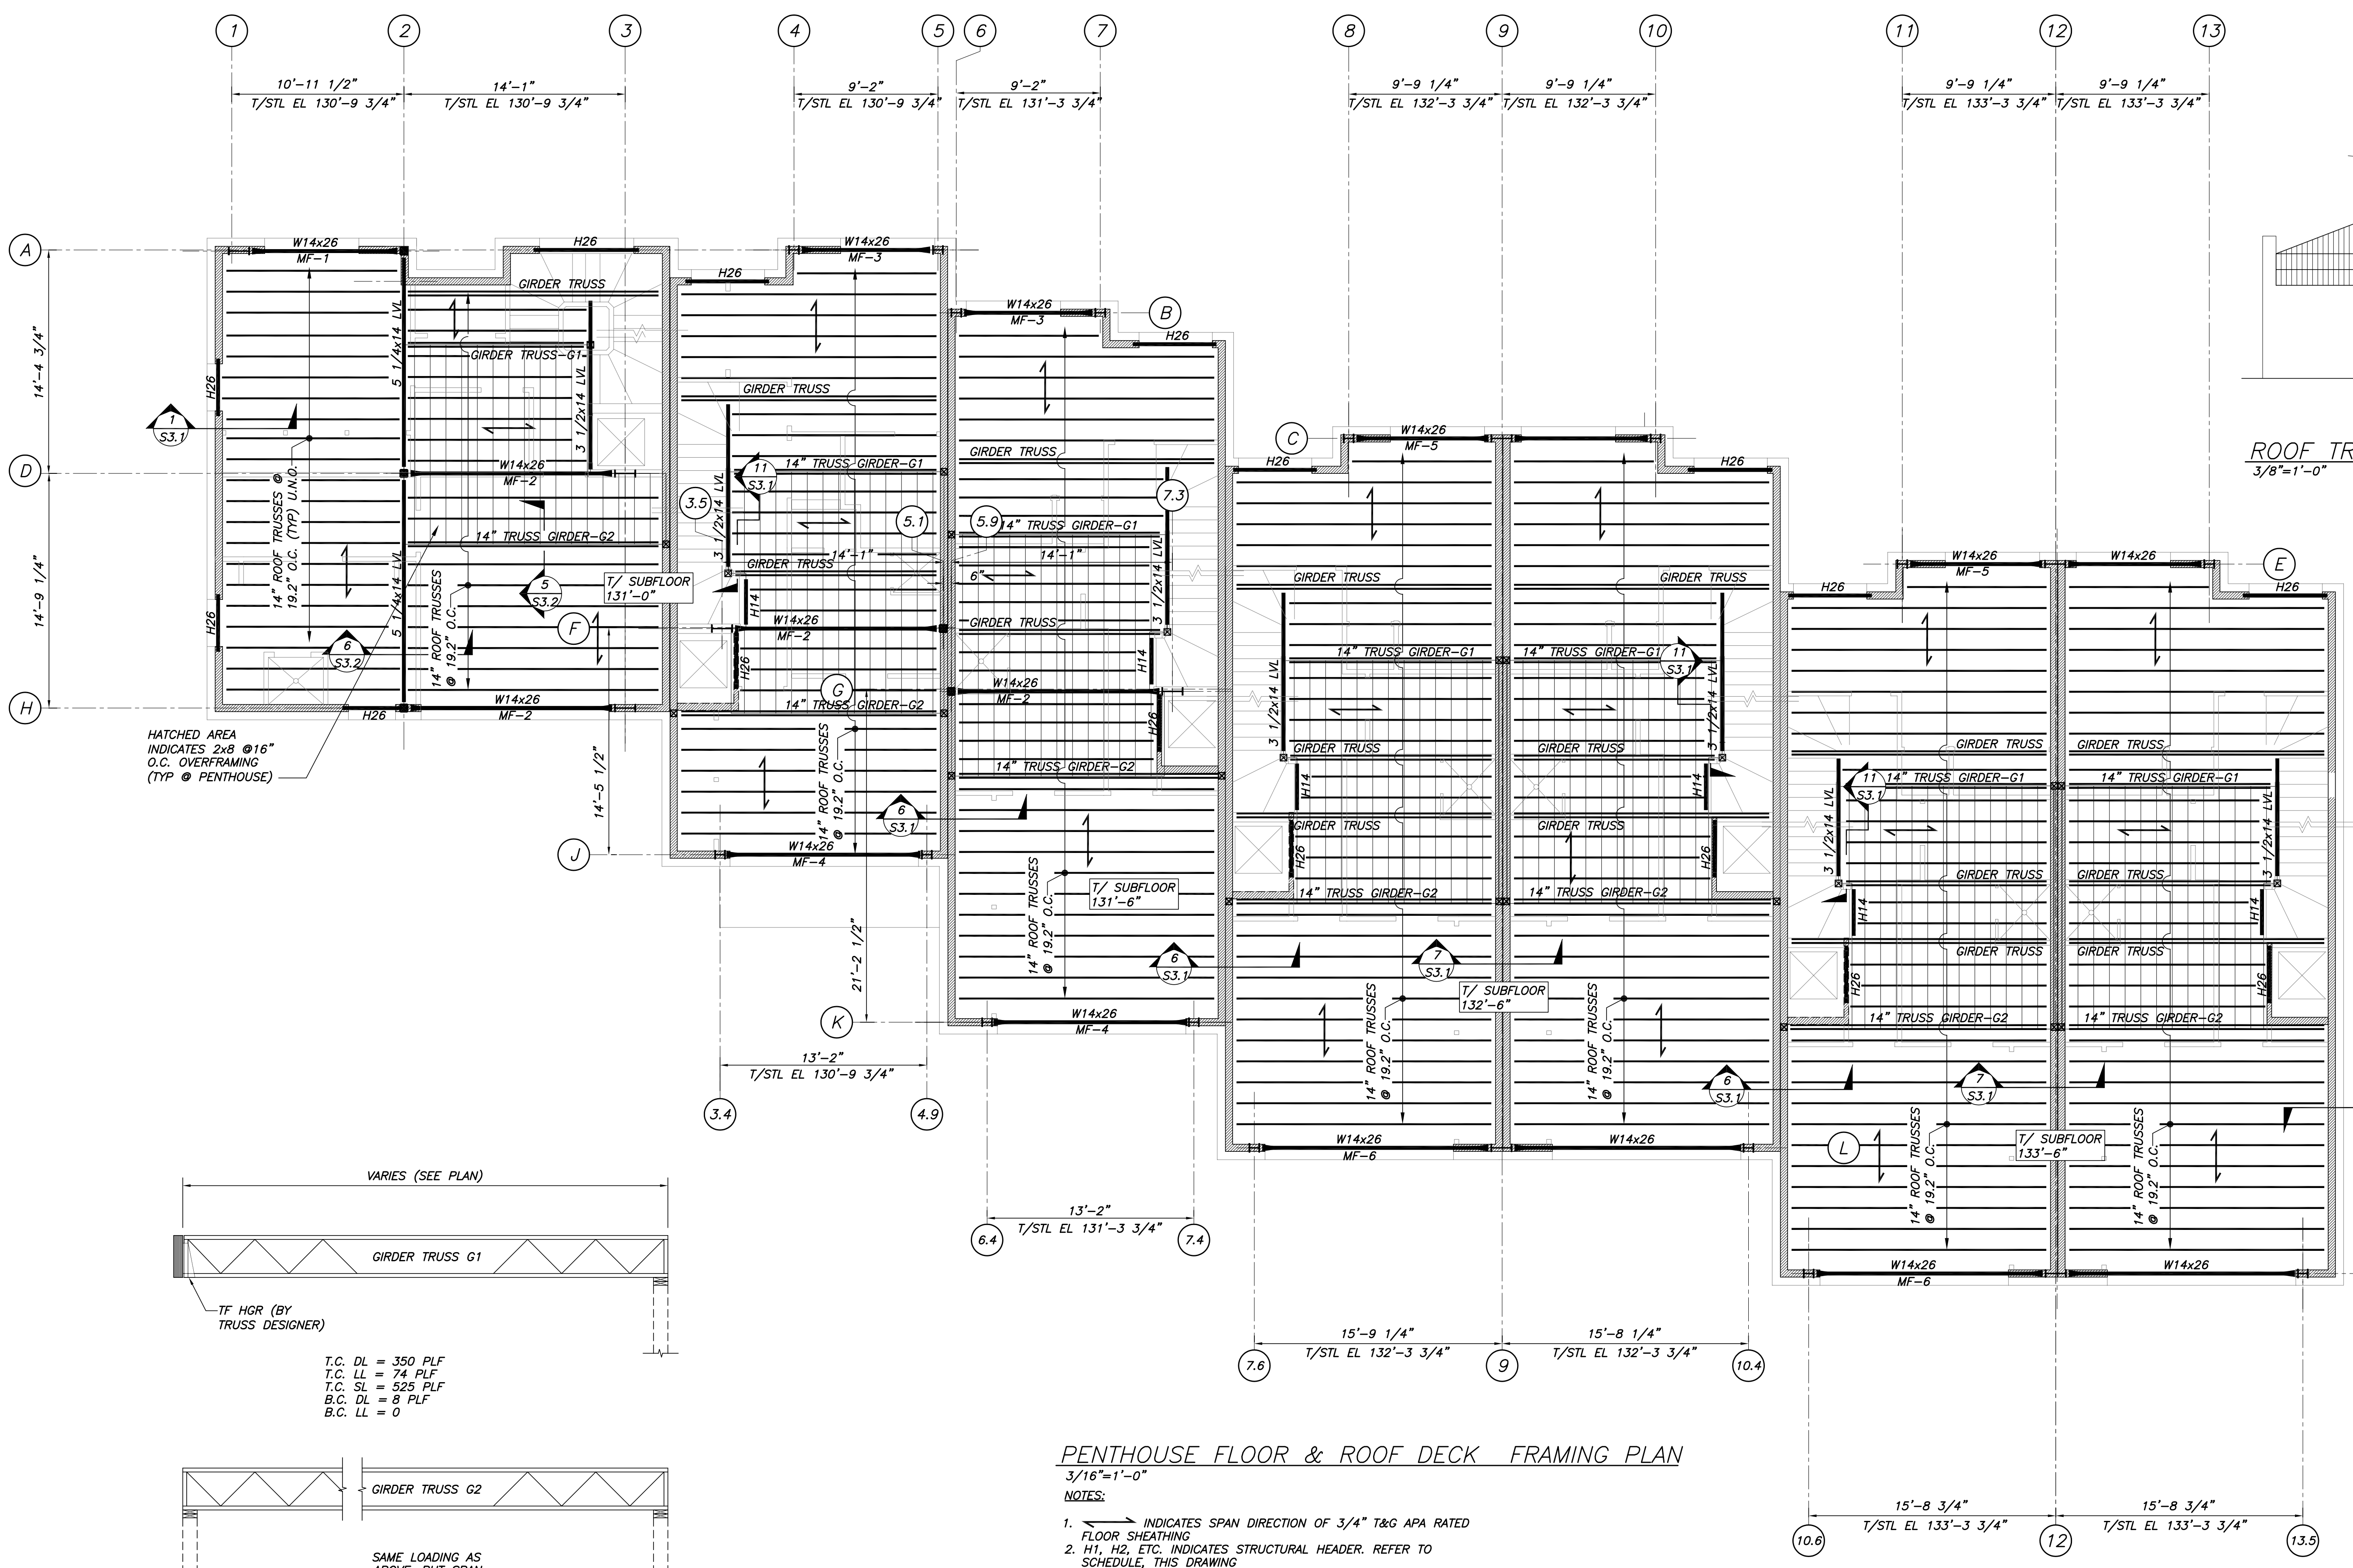 1 2 3 4 5 6 7 8 9 10 11 12 13
10'-11 1/2" 14'-1" 9'-2" 9'-2" 9'-9 1/4" 9'-9 1/4" 9'-9 1/4" 9'-9 1/4"
T/STL EL 130'-9 3/4" T/STL EL 130'-9 3/4" T/STL EL 130'-9 3/4" T/STL EL 131'-3 3/4" T/STL EL 132'-3 3/4" T/STL EL 132'-3 3/4" T/STL EL 133'-3 3/4" T/STL EL 133'-3 3/4"
A
D
H
14'-4 3/4"
14'-9 1/4"
W14x26
MF-1
H26
GIRDER TRUSS
GIRDER TRUSS-G1
5 1/4x14 LVL
3 1/2x14 LVL
H26
1
S3.1
14" ROOF TRUSSES @
19.2" O.C. (TYP) U.N.O.
W14x26
MF-2
14" TRUSS GIRDER-G2
5 1/4x14 LVL
14" ROOF TRUSSES
@ 19.2" O.C.
5
S3.2
T/ SUBFLOOR
131'-0"
H26
6
S3.2
H26
W14x26
MF-2
HATCHED AREA
INDICATES 2x8 @16"
O.C. OVERFRAMING
(TYP @ PENTHOUSE)
W14x26
MF-3
H26
GIRDER TRUSS
14" TRUSS GIRDER-G1
11
S3.1
3.5
3 1/2x14 LVL
5.1
5.9
14'-1"
GIRDER TRUSS
H14
F
W14x26
MF-2
H26
G
14" TRUSS GIRDER-G2
14" ROOF TRUSSES
@ 19.2" O.C.
14'-5 1/2"
6
S3.1
J
W14x26
MF-4
21'-2 1/2"
K
13'-2"
T/STL EL 130'-9 3/4"
3.4
4.9
B
W14x26
MF-3
H26
GIRDER TRUSS
7.3
14" TRUSS GIRDER-G1
14'-1"
6"
3 1/2x14 LVL
GIRDER TRUSS
H14
W14x26
MF-2
H26
14" TRUSS GIRDER-G2
14" ROOF TRUSSES
@ 19.2" O.C.
T/ SUBFLOOR
131'-6"
6
S3.1
W14x26
MF-4
13'-2"
T/STL EL 131'-3 3/4"
6.4
7.4
C
W14x26
MF-5
H26
H26
GIRDER TRUSS
GIRDER TRUSS
14" TRUSS GIRDER-G1
14" TRUSS GIRDER-G1
11
S3.1
3 1/2x14 LVL
3 1/2x14 LVL
GIRDER TRUSS
GIRDER TRUSS
H14
H14
GIRDER TRUSS
GIRDER TRUSS
H26
H26
14" TRUSS GIRDER-G2
14" TRUSS GIRDER-G2
7
S3.1
T/ SUBFLOOR
132'-6"
14" ROOF TRUSSES
@ 19.2" O.C.
14" ROOF TRUSSES
@ 19.2" O.C.
6
S3.1
W14x26
MF-6
W14x26
15'-9 1/4" 15'-8 1/4"
T/STL EL 132'-3 3/4" T/STL EL 132'-3 3/4"
7.6 9 10.4
E
W14x26
MF-5
W14x26
H26
H26
GIRDER TRUSS
GIRDER TRUSS
11
S3.1
14" TRUSS GIRDER-G1
14" TRUSS GIRDER-G1
3 1/2x14 LVL
3 1/2x14 LVL
GIRDER TRUSS
GIRDER TRUSS
H14
H14
GIRDER TRUSS
GIRDER TRUSS
H26
H26
14" TRUSS GIRDER-G2
14" TRUSS GIRDER-G2
7
S3.1
L
T/ SUBFLOOR
133'-6"
14" ROOF TRUSSES
@ 19.2" O.C.
14" ROOF TRUSSES
@ 19.2" O.C.
W14x26
MF-6
W14x26
15'-8 3/4" 15'-8 3/4"
T/STL EL 133'-3 3/4" T/STL EL 133'-3 3/4"
10.6 12 13.5
ROOF TR
3/8"=1'-0"
VARIES (SEE PLAN)
GIRDER TRUSS G1
TF HGR (BY
TRUSS DESIGNER)
T.C. DL = 350 PLF
T.C. LL = 74 PLF
T.C. SL = 525 PLF
B.C. DL = 8 PLF
B.C. LL = 0
GIRDER TRUSS G2
SAME LOADING AS
ABOVE, BUT SPAN
PENTHOUSE FLOOR & ROOF DECK FRAMING PLAN
3/16"=1'-0"
NOTES:
1. INDICATES SPAN DIRECTION OF 3/4" T&G APA RATED
FLOOR SHEATHING
2. H1, H2, ETC. INDICATES STRUCTURAL HEADER. REFER TO
SCHEDULE, THIS DRAWING